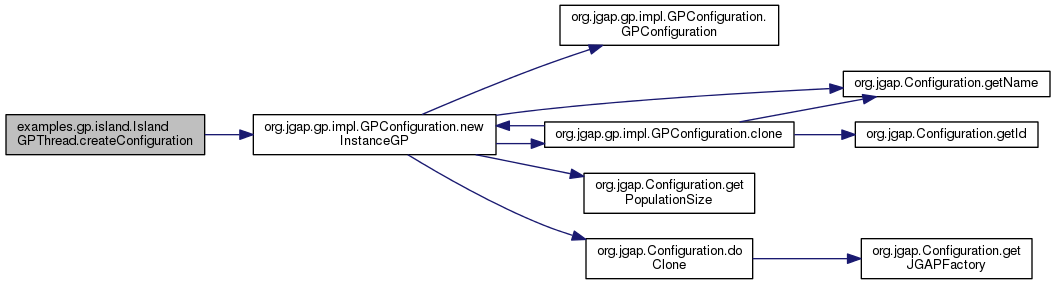 examples.gp.island.Island
GPThread.createConfiguration
org.jgap.gp.impl.GPConfiguration.new
InstanceGP
org.jgap.gp.impl.GPConfiguration.
GPConfiguration
org.jgap.Configuration.getName
org.jgap.gp.impl.GPConfiguration.clone
org.jgap.Configuration.getId
org.jgap.Configuration.get
PopulationSize
org.jgap.Configuration.do
Clone
org.jgap.Configuration.get
JGAPFactory